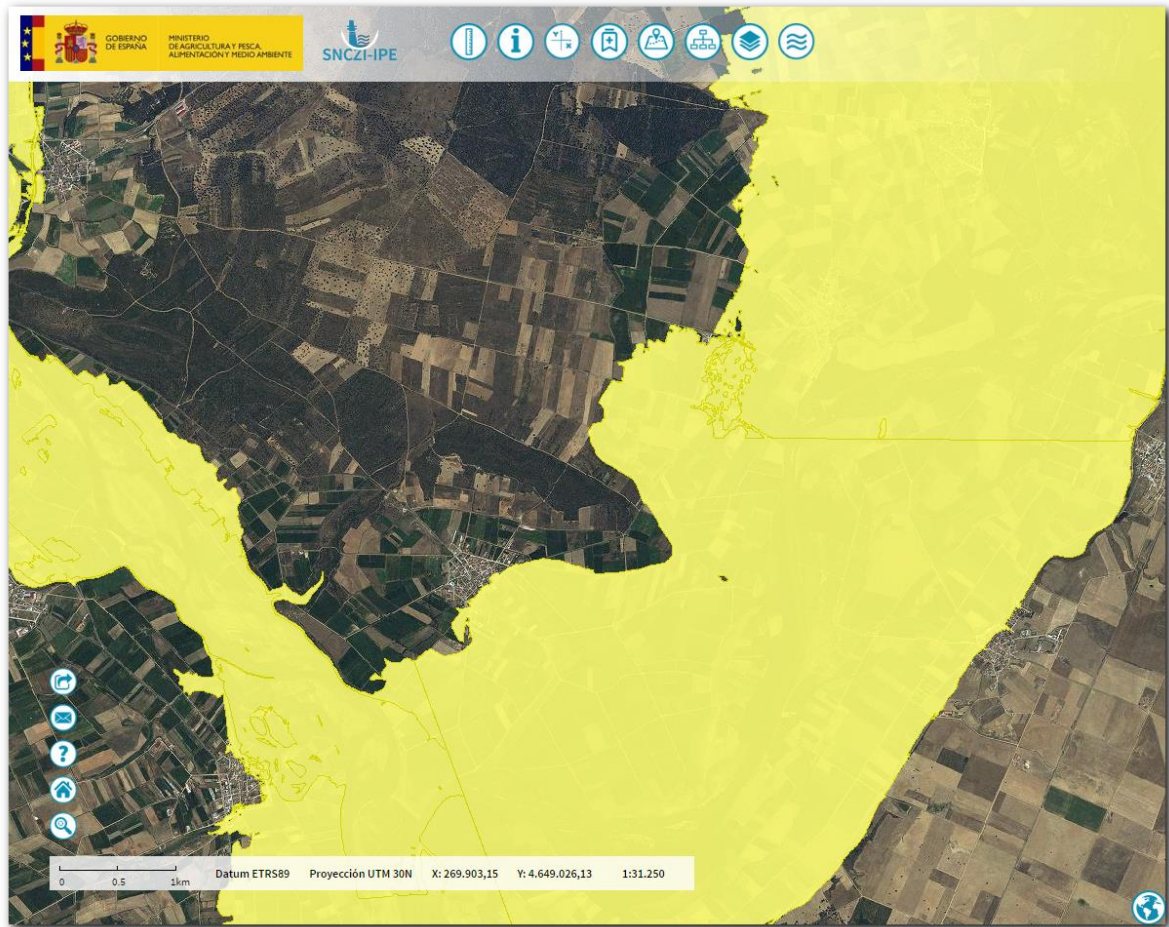 GOBIERNO
DE ESPAÑA
MINISTERIO
DE AGRICULTURA Y PESCA,
ALIMENTACIÓN Y MEDIO AMBIENTE
SNCZI-IPE
0 0.5 1km
Datum ETRS89 Proyección UTM 30N X: 269.903,15 Y: 4.649.026,13 1:31.250